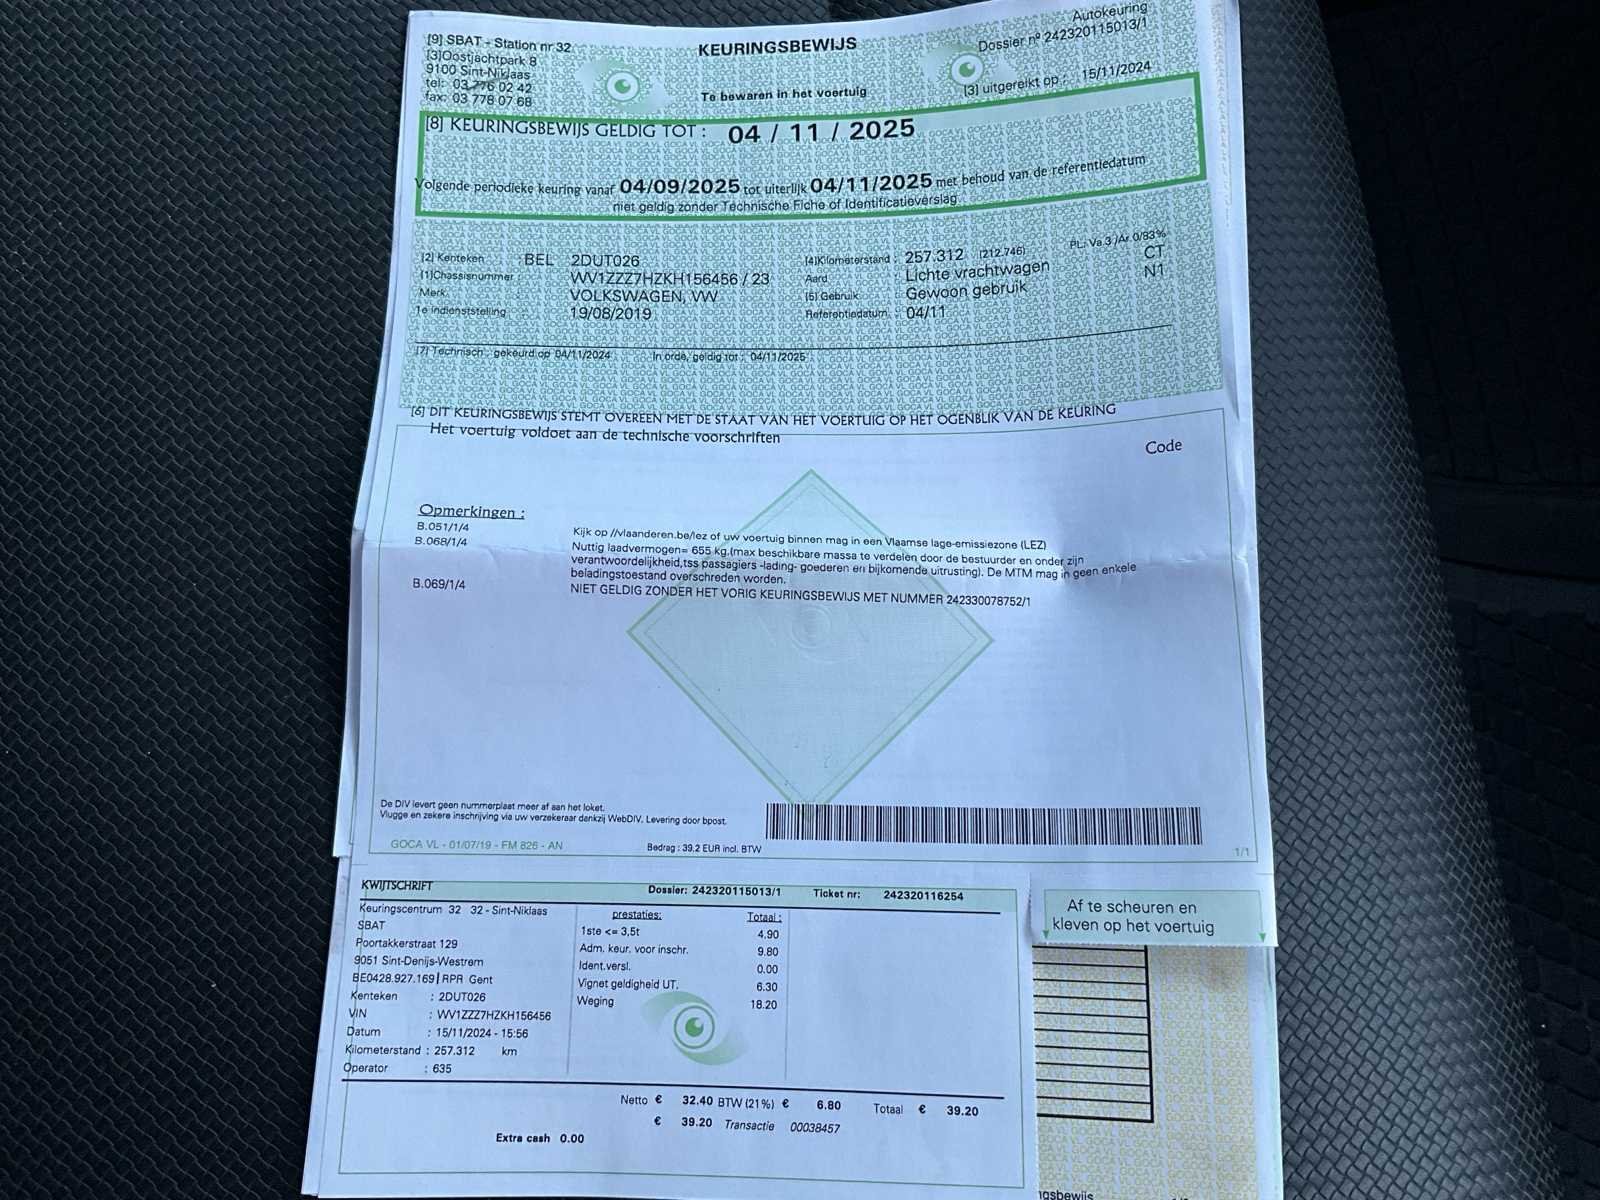 [9] SBAT - Station nr 32
[3]Oostjachtpark 8
9100 Sint-Niklaas
tel: 03 776 02 42
fax: 03 778 07 68
KEURINGSBEWIJS
Te bewaren in het voertuig
Autokeuring
Dossier nº 242320115013/1
[3] uitgereikt op : 15/11/2024
[8] KEURINGSBEWIJS GELDIG TOT : 04 / 11 / 2025
Volgende periodieke keuring vanaf 04/09/2025 tot uiterlijk 04/11/2025 met behoud van de referentiedatum
niet geldig zonder Technische Fiche of Identificatieverslag
[2] Kenteken : BEL 2DUT026
[1]Chassisnummer : WV1ZZZ7HZKH156456 / 23
Merk. : VOLKSWAGEN, VW
1e indienststelling 19/08/2019
[4]Kilometerstand : 257.312 (212.746)
PL: Va.3 /Ar.0/83%
Aard : Lichte vrachtwagen CT
[5] Gebruik : Gewoon gebruik N1
Referentiedatum : 04/11
[7] Technisch : gekeurd op 04/11/2024 In orde, geldig tot : 04/11/2025
[6] DIT KEURINGSBEWIJS STEMT OVEREEN MET DE STAAT VAN HET VOERTUIG OP HET OGENBLIK VAN DE KEURING
Het voertuig voldoet aan de technische voorschriften
Code
Opmerkingen :
B.051/1/4 Kijk op //vlaanderen.be/lez of uw voertuig binnen mag in een Vlaamse lage-emissiezone (LEZ)
B.068/1/4 Nuttig laadvermogen= 655 kg.(max beschikbare massa te verdelen door de bestuurder en onder zijn
verantwoordelijkheid,tss passagiers -lading- goederen en bijkomende uitrusting). De MTM mag in geen enkele
beladingstoestand overschreden worden.
B.069/1/4 NIET GELDIG ZONDER HET VORIG KEURINGSBEWIJS MET NUMMER 242330078752/1
De DIV levert geen nummerplaat meer af aan het loket.
Vlugge en zekere inschrijving via uw verzekeraar dankzij WebDIV. Levering door bpost.
GOCA VL - 01/07/19 - FM 826 - AN
Bedrag : 39,2 EUR incl. BTW
1/1
KWIJTSCHRIFT
Dossier: 242320115013/1 Ticket nr: 242320116254
Keuringscentrum 32 32 - Sint-Niklaas
SBAT
Poortakkerstraat 129
9051 Sint-Denijs-Westrem
BE0428.927.169| RPR Gent
Kenteken : 2DUT026
VIN : WV1ZZZ7HZKH156456
Datum : 15/11/2024 - 15:56
Kilometerstand : 257.312 km
Operator : 635
prestaties: Totaal :
1ste <= 3,5t 4.90
Adm. keur. voor inschr. 9.80
Ident.versl. 0.00
Vignet geldigheid UT. 6.30
Weging 18.20
Netto € 32.40 BTW (21%) € 6.80 Totaal € 39.20
€ 39.20 Transactie 00038457
Extra cash 0.00
Af te scheuren en
kleven op het voertuig